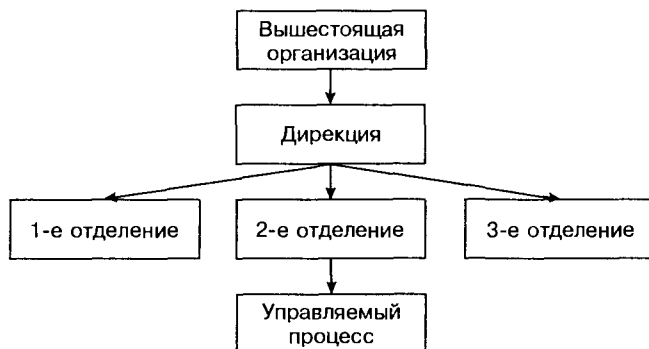 Вышестоящая
организация
Дирекция
1-е отделение
2-е отделение
3-е отделение
Управляемый
процесс